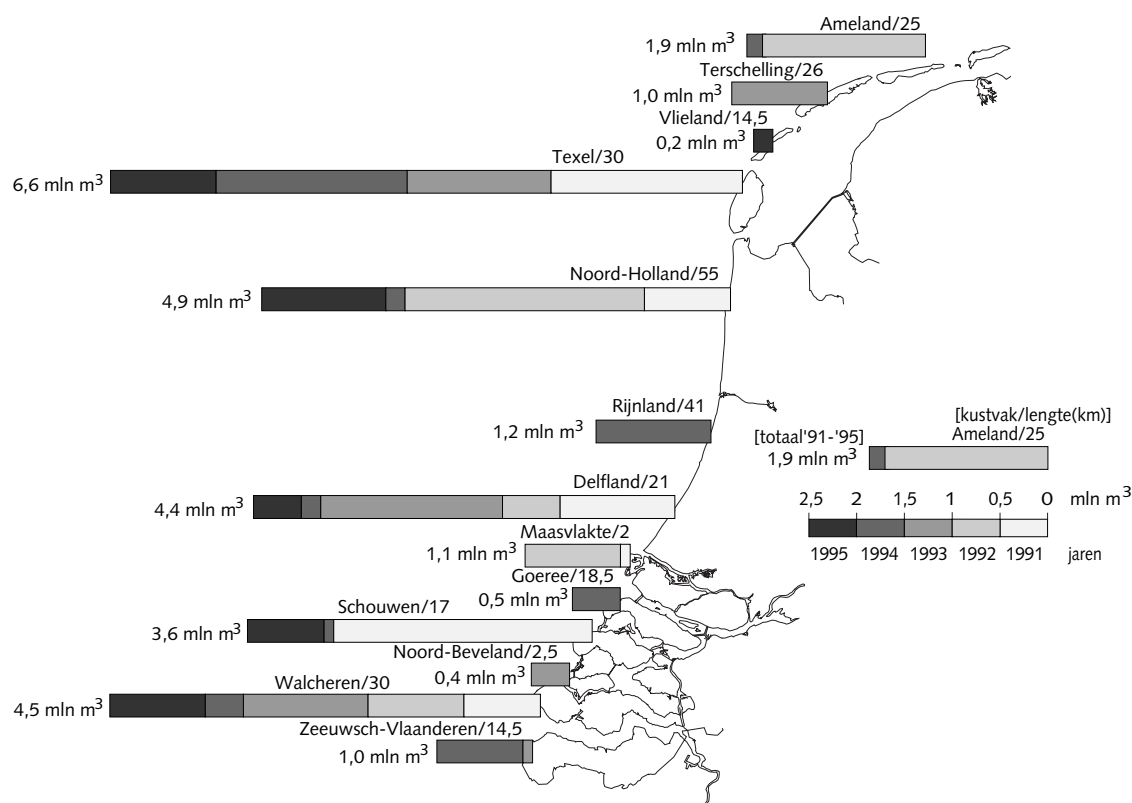 Ameland/25
1,9 mln m³
Terschelling/26
1,0 mln m³
Vlieland/14,5
0,2 mln m³
Texel/30
6,6 mln m³
Noord-Holland/55
4,9 mln m³
Rijnland/41
1,2 mln m³
[kustvak/lengte(km)]
[totaal'91-'95] Ameland/25
1,9 mln m³
Delfland/21
4,4 mln m³
2,5 2 1,5 1 0,5 0 mln m³
1995 1994 1993 1992 1991 jaren
Maasvlakte/2
1,1 mln m³
Goeree/18,5
0,5 mln m³
Schouwen/17
3,6 mln m³
Noord-Beveland/2,5
0,4 mln m³
Walcheren/30
4,5 mln m³
Zeeuwsch-Vlaanderen/14,5
1,0 mln m³